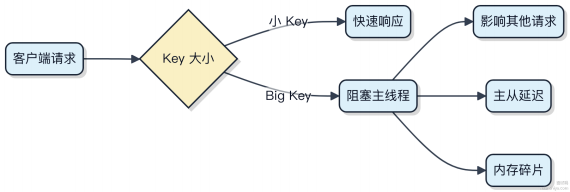 客户端请求
Key 大小
小 Key
快速响应
Big Key
阻塞主线程
影响其他请求
主从延迟
内存碎片